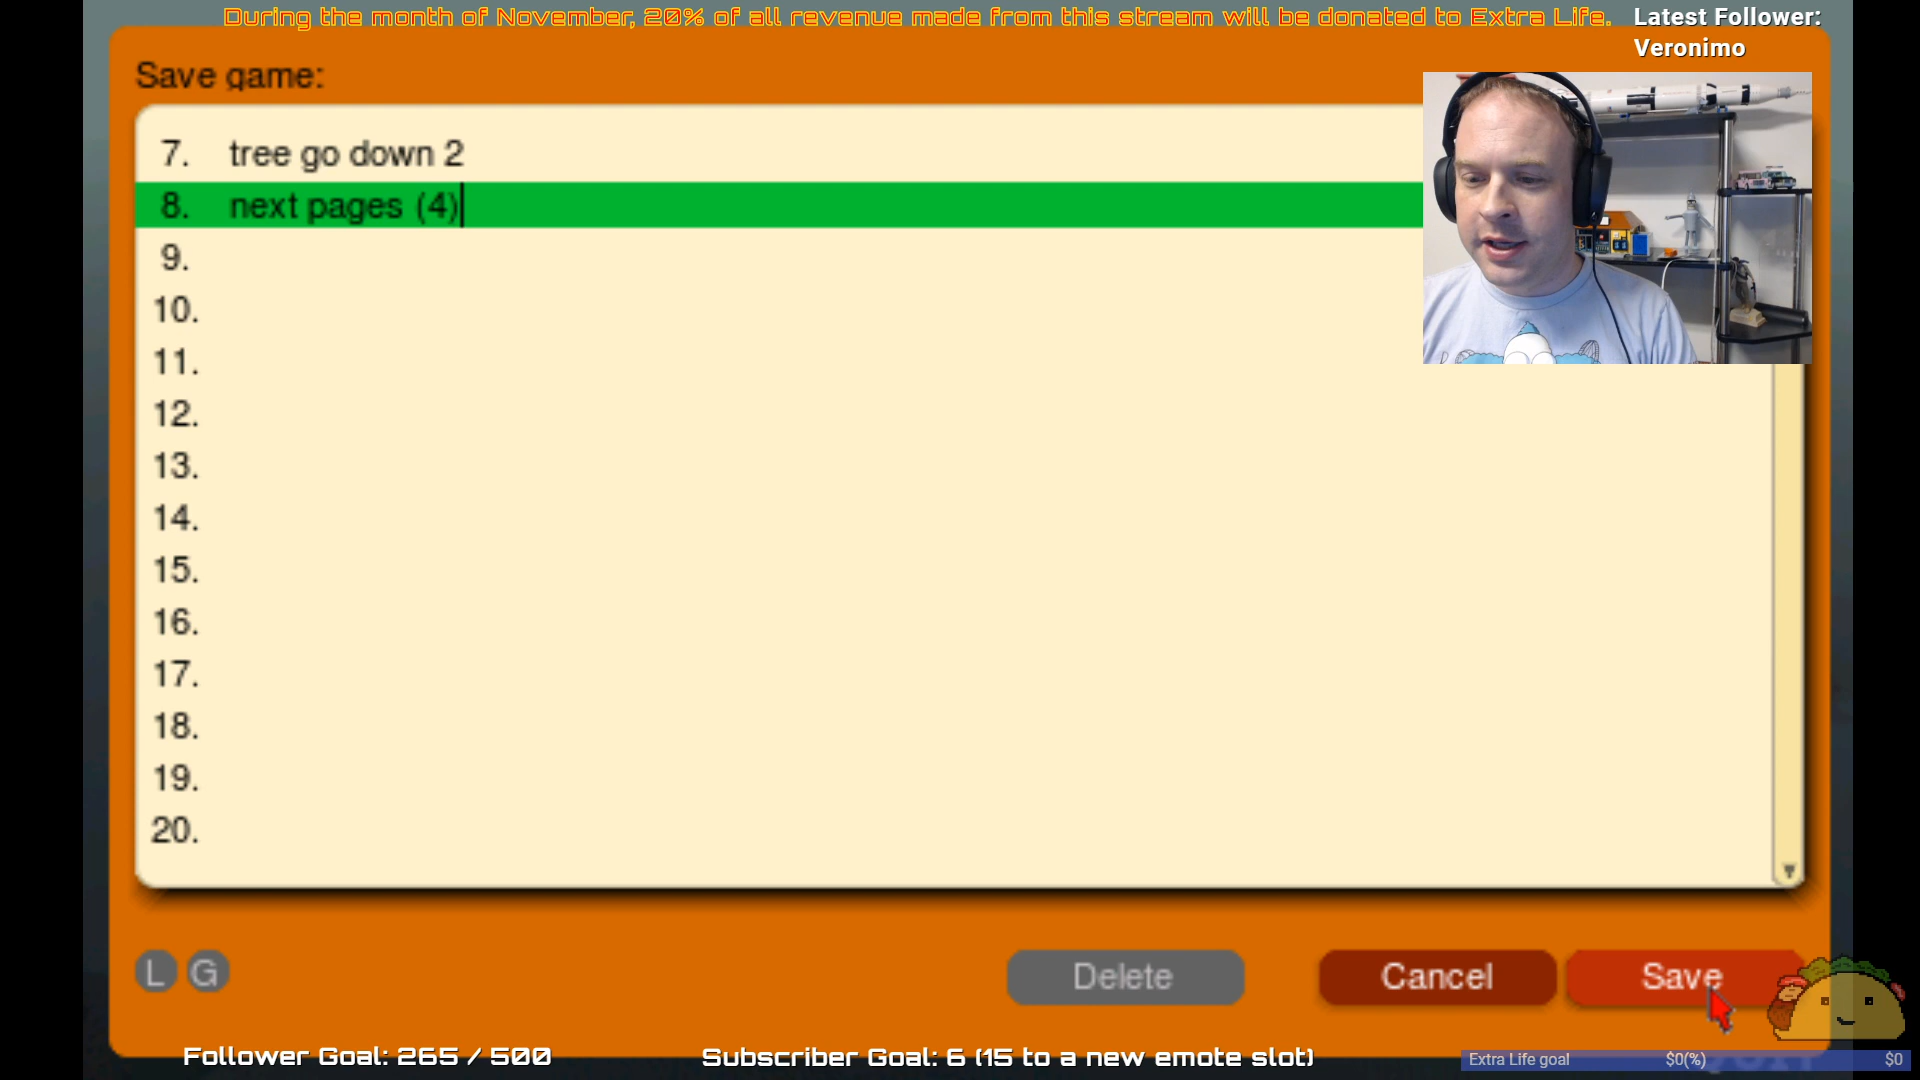 During the month of November, 20% of all revenue made from this stream will be donated to Extra Life.
Latest Follower:
Veronimo
Save game:
7. tree go down 2
8. next pages (4)
9.
10.
11.
12.
13.
14.
15.
16.
17.
18.
19.
20.
L G
Delete
Cancel
Save
Follower Goal: 265 / 500
Subscriber Goal: 6 (15 to a new emote slot)
Extra Life goal $0(%) $0